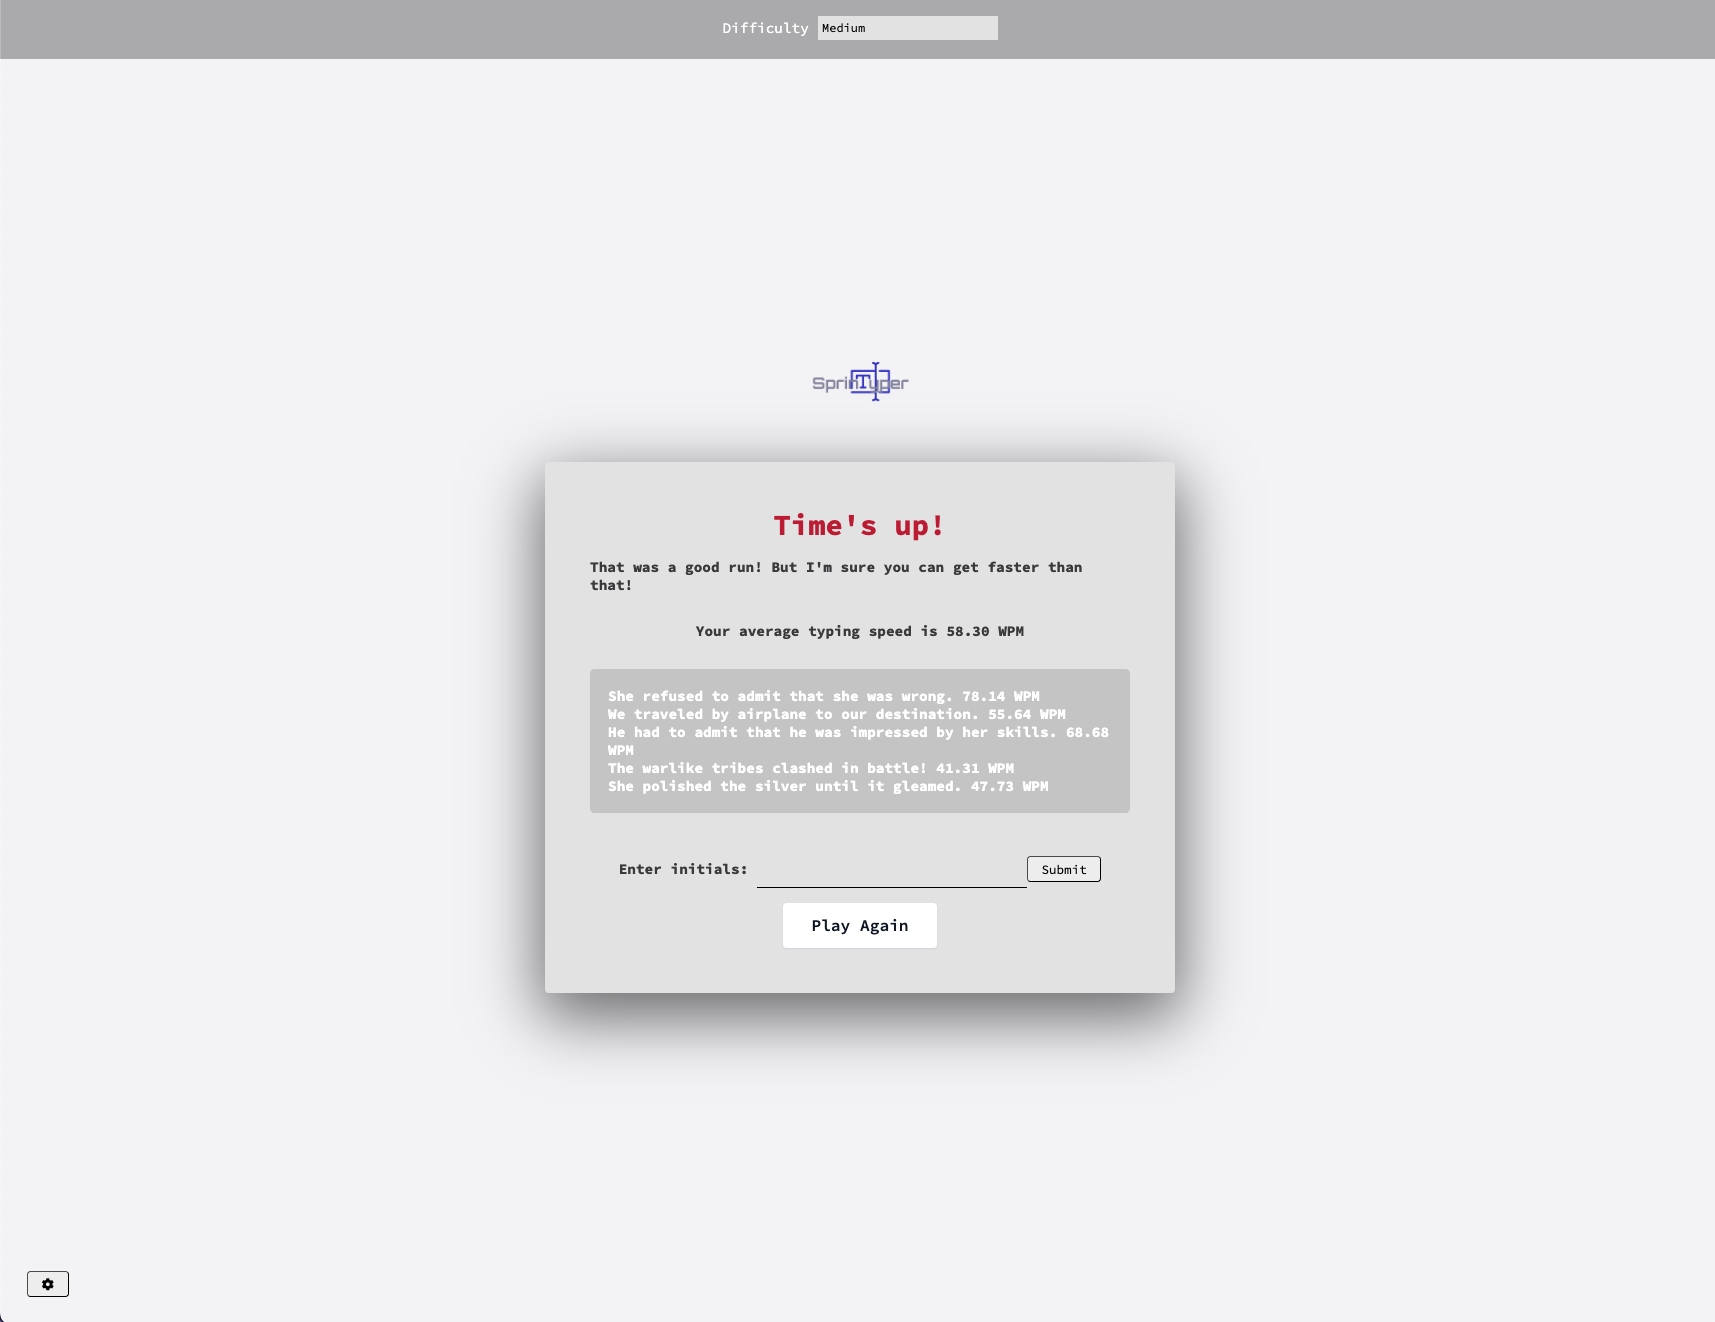 Difficulty Medium
SprinTyper
Time's up!
That was a good run! But I'm sure you can get faster than
that!
Your average typing speed is 58.30 WPM
She refused to admit that she was wrong. 78.14 WPM
We traveled by airplane to our destination. 55.64 WPM
He had to admit that he was impressed by her skills. 68.68
WPM
The warlike tribes clashed in battle! 41.31 WPM
She polished the silver until it gleamed. 47.73 WPM
Enter initials: Submit
Play Again